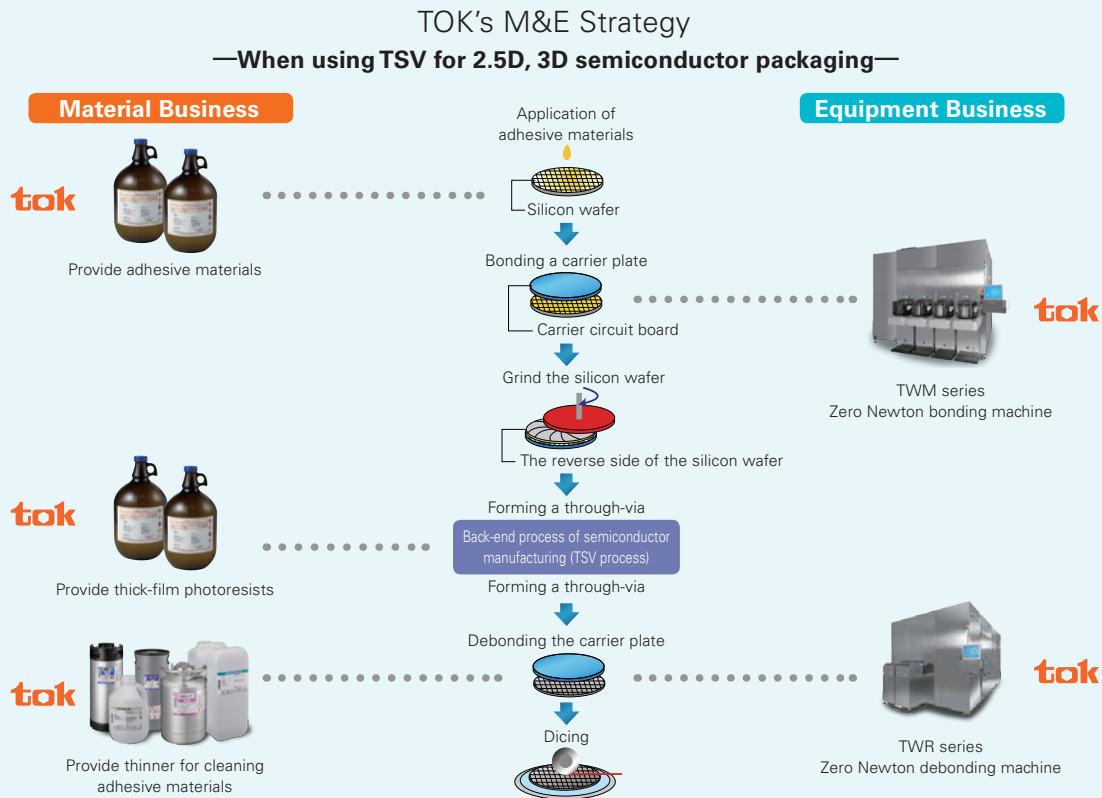 TOK's M&E Strategy
—When using TSV for 2.5D, 3D semiconductor packaging—
Material Business
Equipment Business
Application of
adhesive materials
tok
Silicon wafer
Provide adhesive materials
Bonding a carrier plate
tok
Carrier circuit board
Grind the silicon wafer
TWM series
Zero Newton bonding machine
The reverse side of the silicon wafer
Forming a through-via
tok
Back-end process of semiconductor
manufacturing (TSV process)
Provide thick-film photoresists
Forming a through-via
Debonding the carrier plate
tok
tok
Dicing
Provide thinner for cleaning
adhesive materials
TWR series
Zero Newton debonding machine